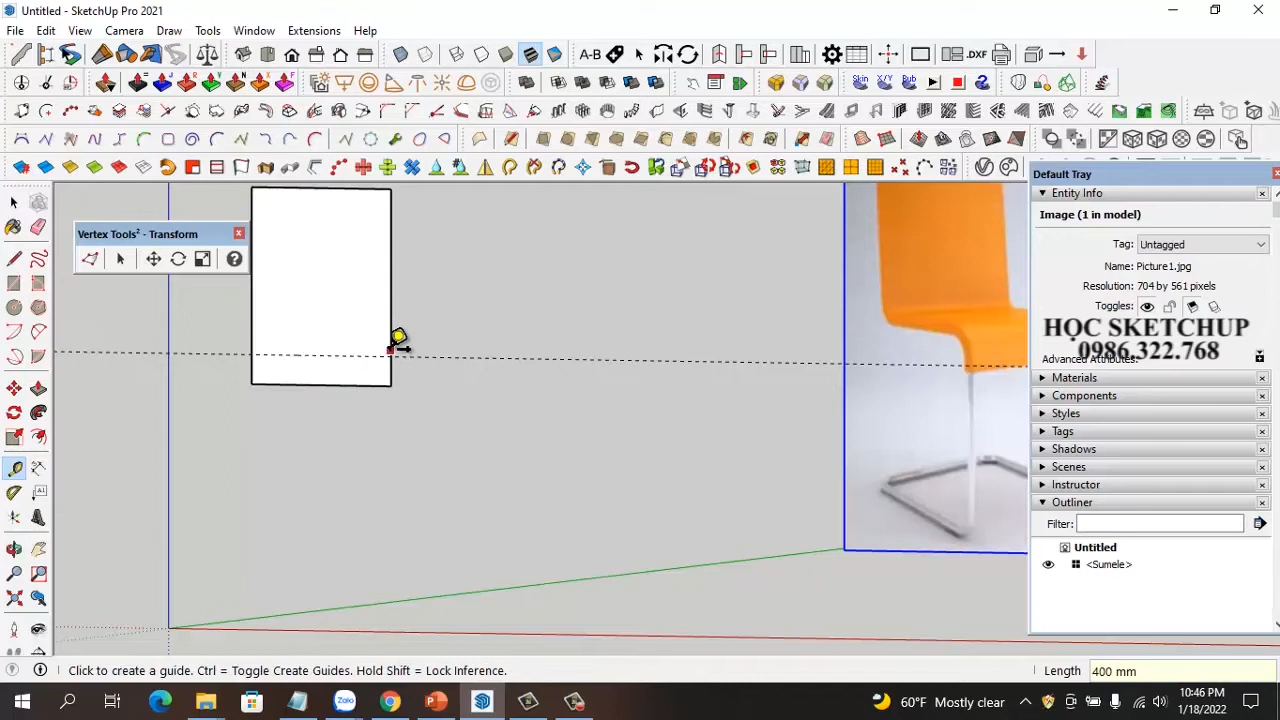 Untitled - SketchUp Pro 2021
File Edit View Camera Draw Tools Window Extensions Help
A-B .DXF
Skin X/Y Bub
Default Tray
Entity Info
Image (1 in model)
Tag: Untagged
Name: Picture1.jpg
Resolution: 704 by 561 pixels
Toggles:
HỌC SKETCHUP
0986.322.768
Advanced Attributes:
Materials
Components
Styles
Tags
Shadows
Scenes
Instructor
Outliner
Filter:
Untitled
<Sumele>
Vertex Tools² - Transform
Click to create a guide. Ctrl = Toggle Create Guides. Hold Shift = Lock Inference.
Length 400 mm
60°F Mostly clear
10:46 PM
1/18/2022